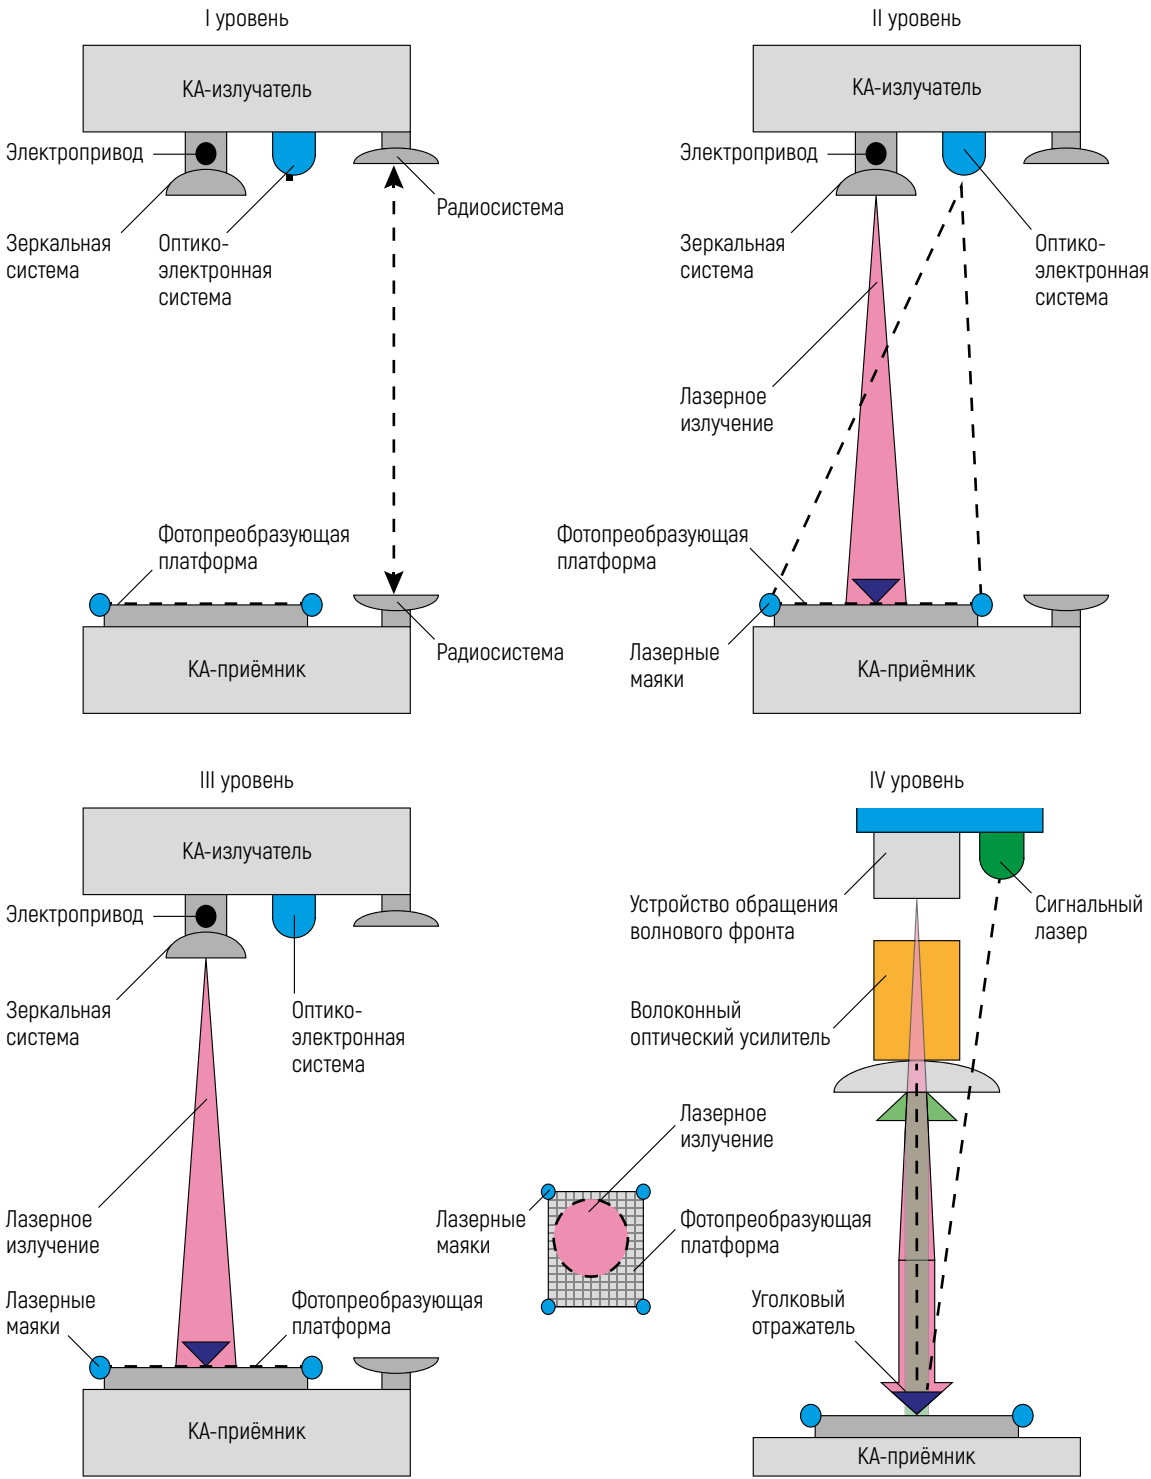 I уровень
КА-излучатель
Электропривод
Радиосистема
Зеркальная
система
Оптико-
электронная
система
Фотопреобразующая
платформа
Радиосистема
КА-приёмник
II уровень
КА-излучатель
Электропривод
Зеркальная
система
Оптико-
электронная
система
Лазерное
излучение
Фотопреобразующая
платформа
Лазерные
маяки
КА-приёмник
III уровень
КА-излучатель
Электропривод
Зеркальная
система
Оптико-
электронная
система
Лазерное
излучение
Лазерные
маяки
Фотопреобразующая
платформа
КА-приёмник
Лазерное
излучение
Лазерные
маяки
Фотопреобразующая
платформа
IV уровень
Устройство обращения
волнового фронта
Сигнальный
лазер
Волоконный
оптический усилитель
Уголковый
отражатель
КА-приёмник